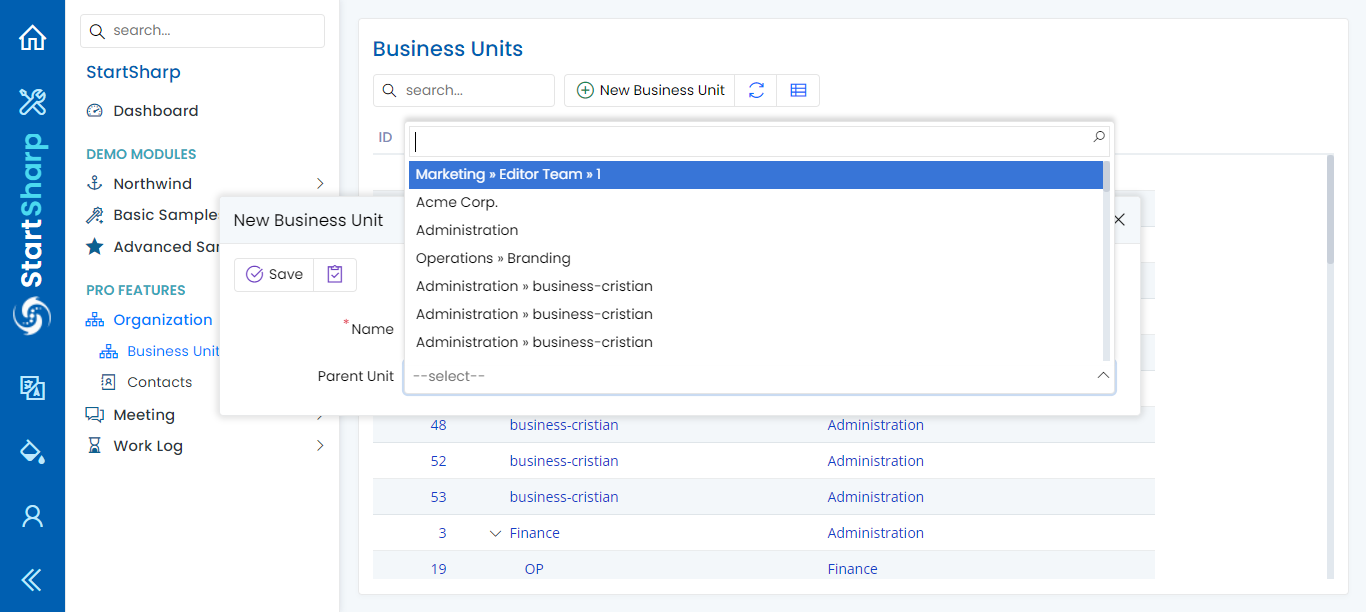 StartSharp
search...
StartSharp
Dashboard
DEMO MODULES
Northwind
Basic Sample
Advanced Sa
PRO FEATURES
Organization
Business Unit
Contacts
Meeting
Work Log
Business Units
search...
New Business Unit
ID
Marketing » Editor Team » 1
Acme Corp.
Administration
Operations » Branding
Administration » business-cristian
Administration » business-cristian
Administration » business-cristian
New Business Unit
Save
*Name
Parent Unit
--select--
48 business-cristian Administration
52 business-cristian Administration
53 business-cristian Administration
3 Finance Administration
19 OP Finance